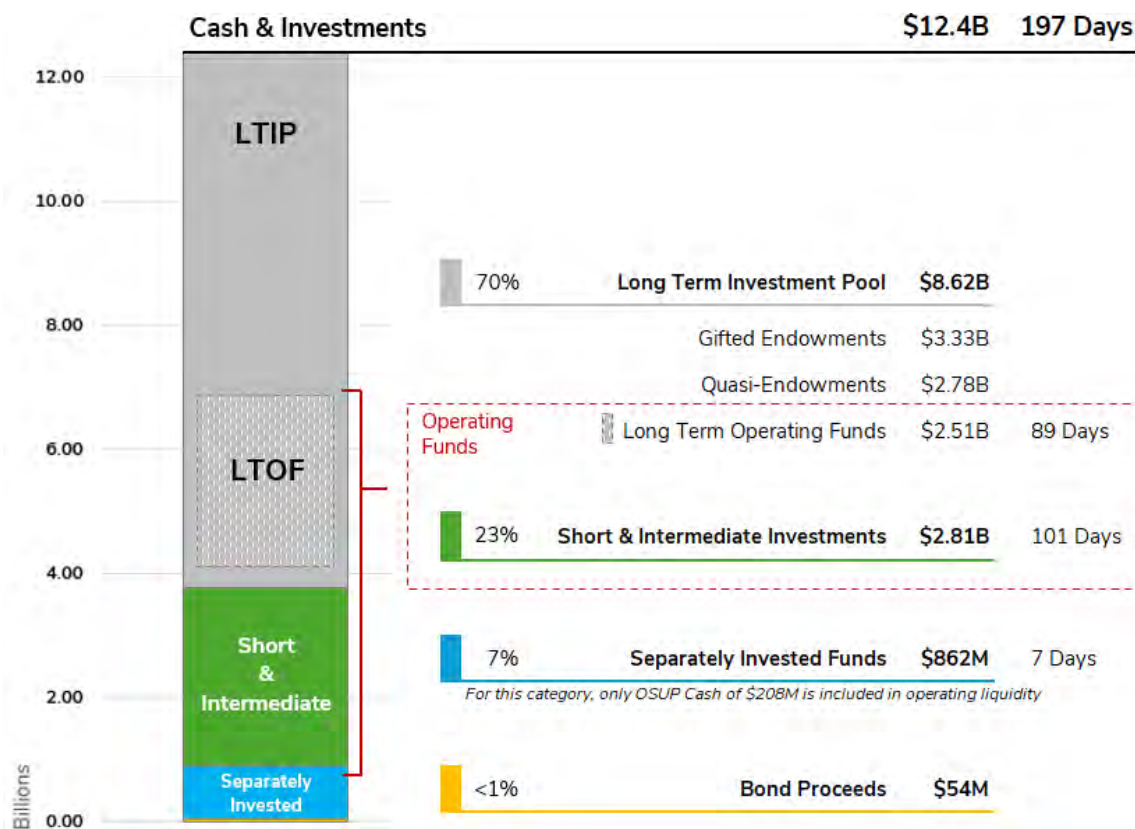 Cash & Investments $12.4B 197 Days
12.00
LTIP
10.00
70% Long Term Investment Pool $8.62B
8.00
Gifted Endowments $3.33B
Quasi-Endowments $2.78B
Operating
Funds
Long Term Operating Funds $2.51B 89 Days
6.00
LTOF
23% Short & Intermediate Investments $2.81B 101 Days
4.00
Short
&
Intermediate
7% Separately Invested Funds $862M 7 Days
For this category, only OSUP Cash of $208M is included in operating liquidity
2.00
Separately
Invested
<1% Bond Proceeds $54M
0.00
Billions